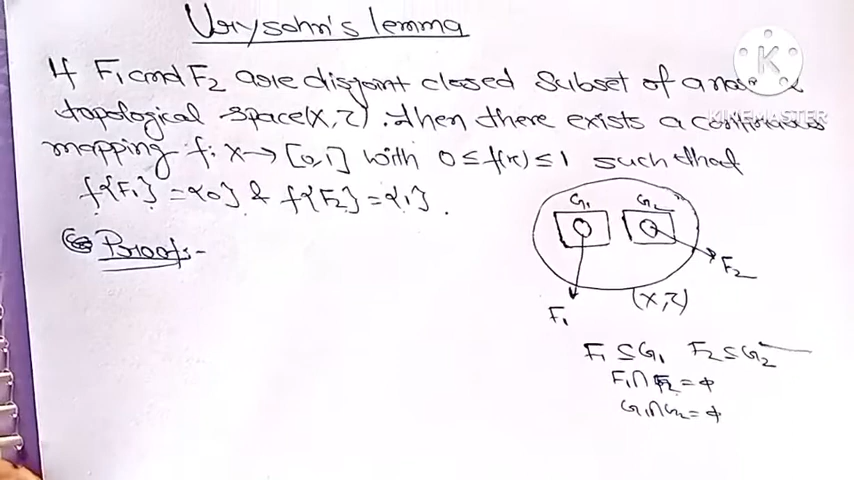 Urysohn's lemma
If F₁ and F₂ are disjoint closed subset of a
topological space (X, τ). Then there exists a continuous
mapping f: X → [0,1] with 0 ≤ f(x) ≤ 1 such that
f{F₁} = {0} & f{F₂} = {1}.
Proof:-
G₁ G₂
F₂
F₁
(X, τ)
F₁ ⊆ G₁ F₂ ⊆ G₂
F₁ ∩ F₂ = ϕ
G₁ ∩ G₂ = ϕ
K
KINEMASTER